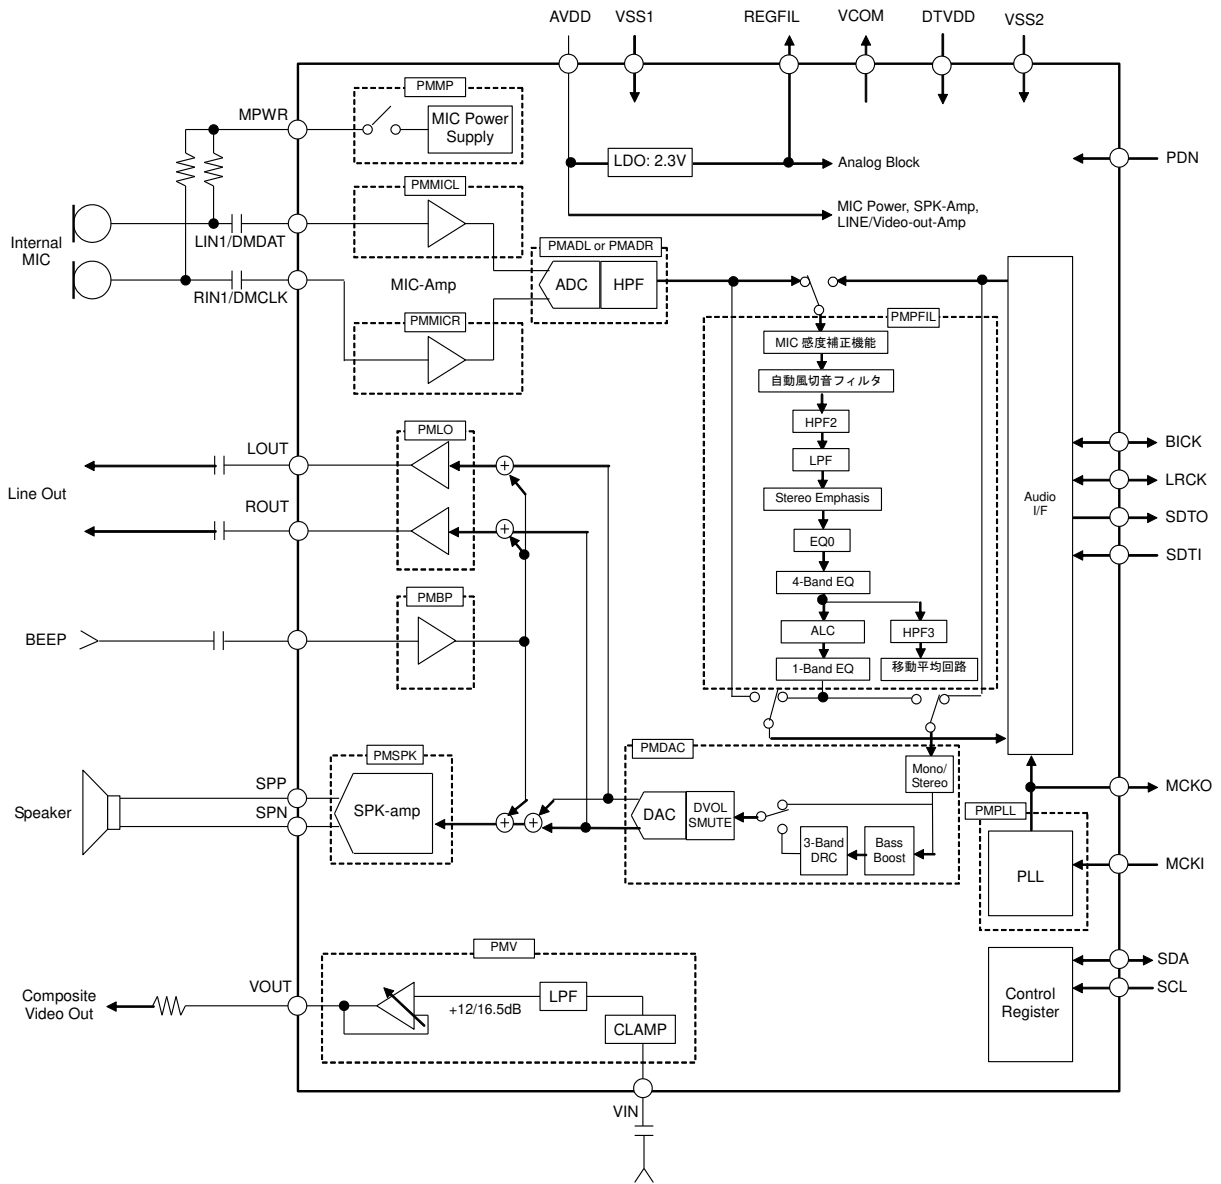 AVDD
VSS1
REGFIL
VCOM
DTVDD
VSS2
PMMP
MPWR
MIC Power
Supply
LDO: 2.3V
Analog Block
PDN
PMMICL
MIC Power, SPK-Amp,
LINE/Video-out-Amp
Internal
MIC
LIN1/DMDAT
PMADL or PMADR
ADC
HPF
MIC-Amp
RIN1/DMCLK
PMMICR
PMPFIL
MIC 感度補正機能
自動風切音フィルタ
HPF2
LPF
Stereo Emphasis
EQ0
4-Band EQ
ALC
HPF3
1-Band EQ
移動平均回路
Audio
I/F
BICK
LRCK
SDTO
SDTI
LOUT
PMLO
Line Out
ROUT
PMBP
BEEP
PMDAC
Mono/
Stereo
PMSPK
SPP
Speaker
SPN
SPK-amp
DAC
DVOL
SMUTE
3-Band
DRC
Bass
Boost
MCKO
PMPLL
PLL
MCKI
PMV
VOUT
Composite
Video Out
+12/16.5dB
LPF
CLAMP
Control
Register
SDA
SCL
VIN